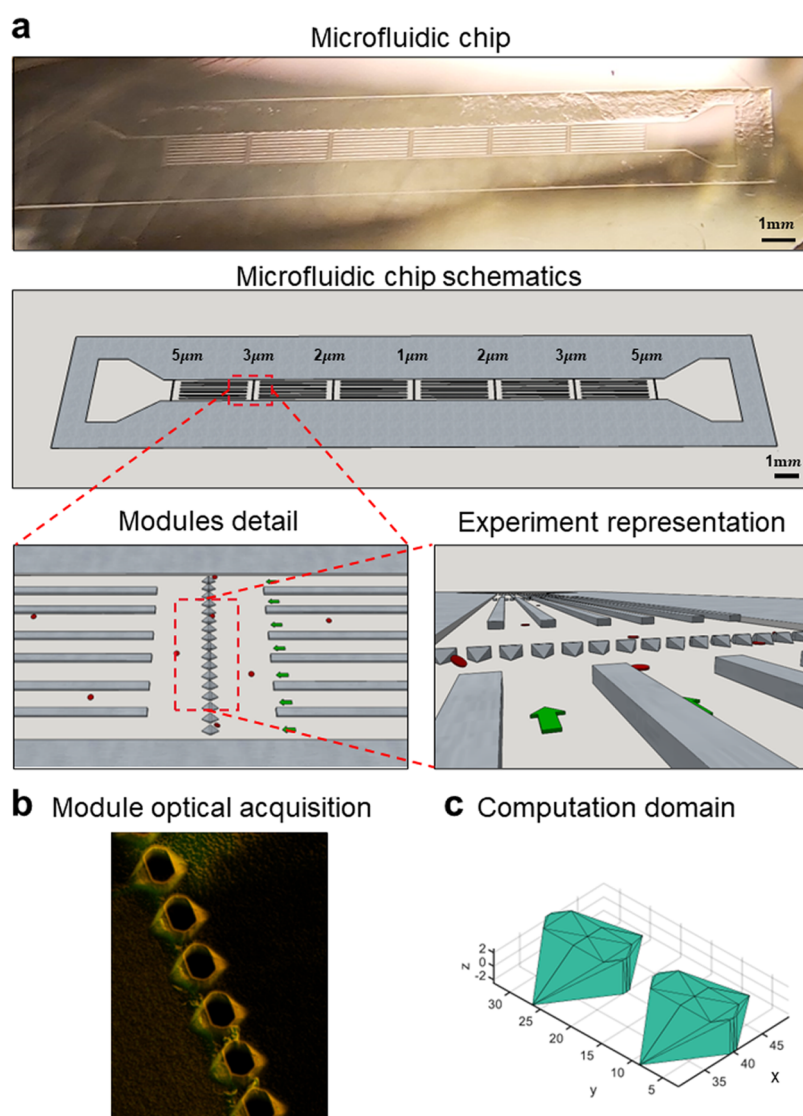 a
Microfluidic chip
1mm
Microfluidic chip schematics
5μm 3μm 2μm 1μm 2μm 3μm 5μm
1mm
Modules detail
Experiment representation
b Module optical acquisition
c Computation domain
z
2
0
-2
30
25
20
15
10
5
y
35
40
45
X